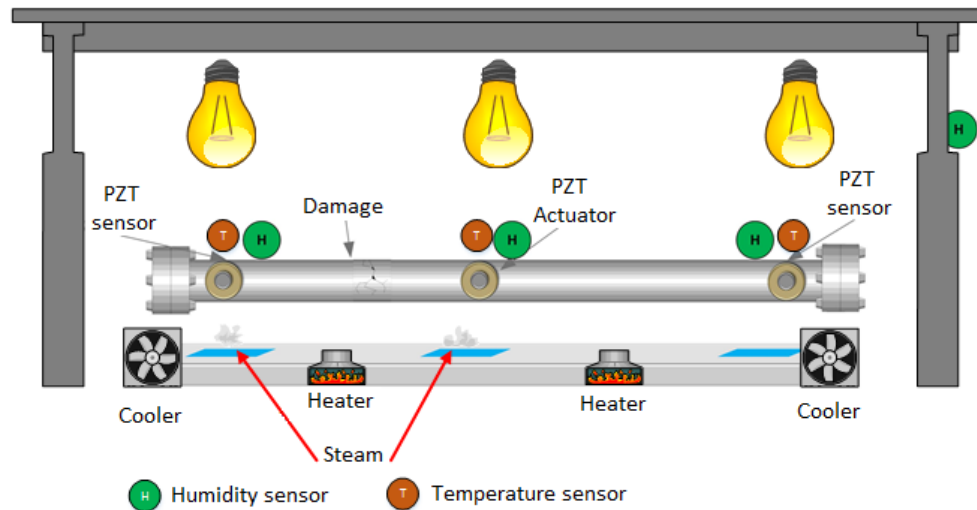 H
PZT
sensor
Damage
PZT
Actuator
PZT
sensor
T
H
T
H
H
T
Cooler
Heater
Heater
Cooler
Steam
H
Humidity sensor
T
Temperature sensor